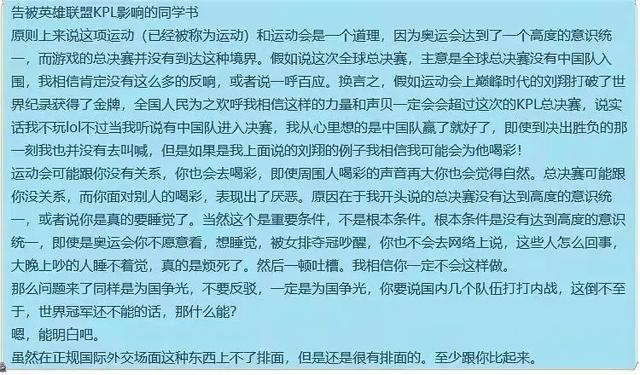 告被英雄联盟KPL影响的同学书
原则上来说这项运动（已经被称为运动）和运动会是一个道理，因为奥运会达到了一个高度的意识统
一，而游戏的总决赛并没有到达这种境界。假如说这次全球总决赛，主意是全球总决赛没有中国队入
围，我相信肯定没有这么多的反响，或者说一呼百应。换言之，假如运动会上巅峰时代的刘翔打破了世
界纪录获得了金牌，全国人民为之欢呼我相信这样的力量和声贝一定会会超过这次的KPL总决赛，说实
话我不玩lol不过当我听说有中国队进入决赛，我从心里想的是中国队赢了就好了，即使到决出胜负的那
一刻我也并没有去叫喊，但是如果是我上面说的刘翔的例子我相信我可能会为他喝彩！
运动会可能跟你没有关系，你也会去喝彩，即使周围人喝彩的声音再大你也会觉得自然。总决赛可能跟
你没关系，而你面对别人的喝彩，表现出了厌恶。原因在于我开头说的总决赛没有达到高度的意识统
一，或者说你是真的要睡觉了。当然这个是重要条件，不是根本条件。根本条件是没有达到高度的意识
统一，即使是奥运会你不愿意看，想睡觉，被女排夺冠吵醒，你也不会去网络上说，这些人怎么回事，
大晚上吵的人睡不着觉，真的是烦死了。然后一顿吐槽。我相信你一定不会这样做。
那么问题来了同样是为国争光，不要反驳，一定是为国争光，你要说国内几个队伍打打内战，这倒不至
于，世界冠军还不能的话，那什么能？
嗯，能明白吧。
虽然在正规国际外交场面这种东西上不了排面，但是还是很有排面的。至少跟你比起来。